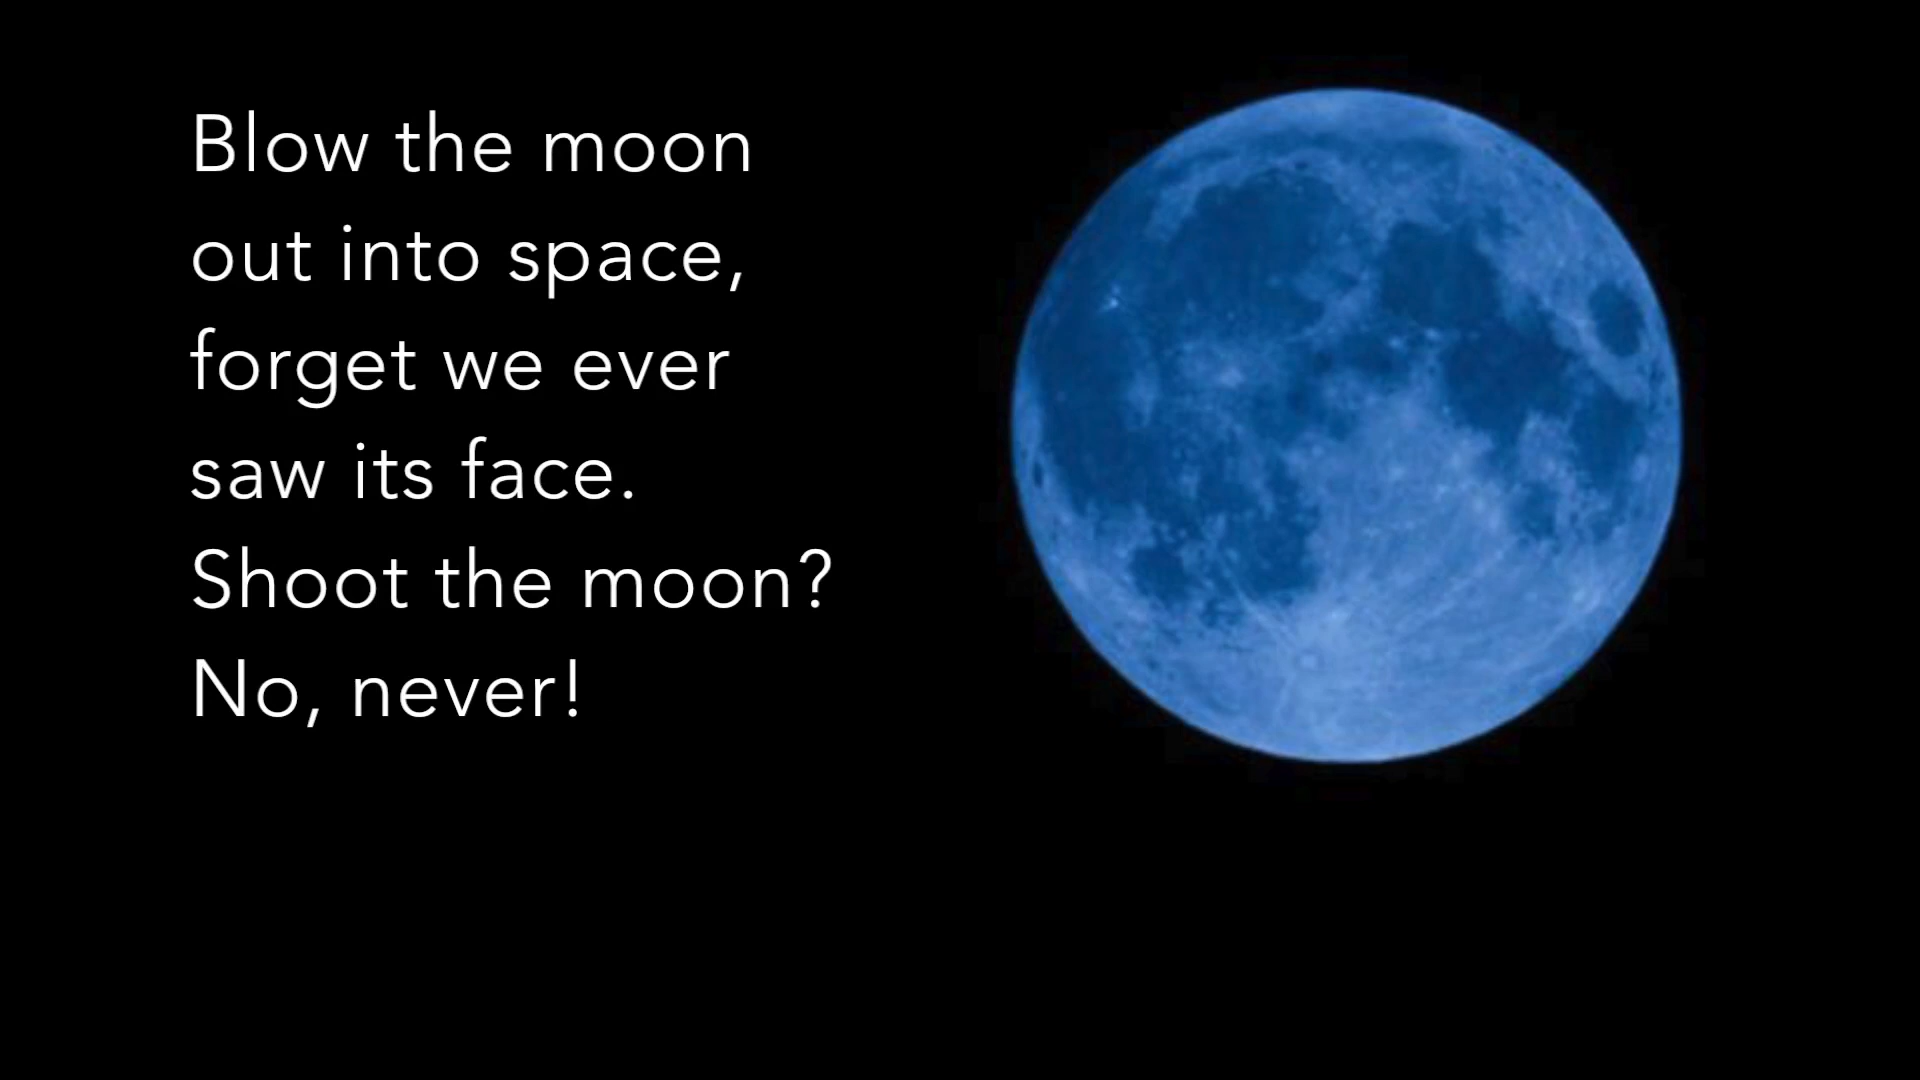 Blow the moon
out into space,
forget we ever
saw its face.
Shoot the moon?
No, never!